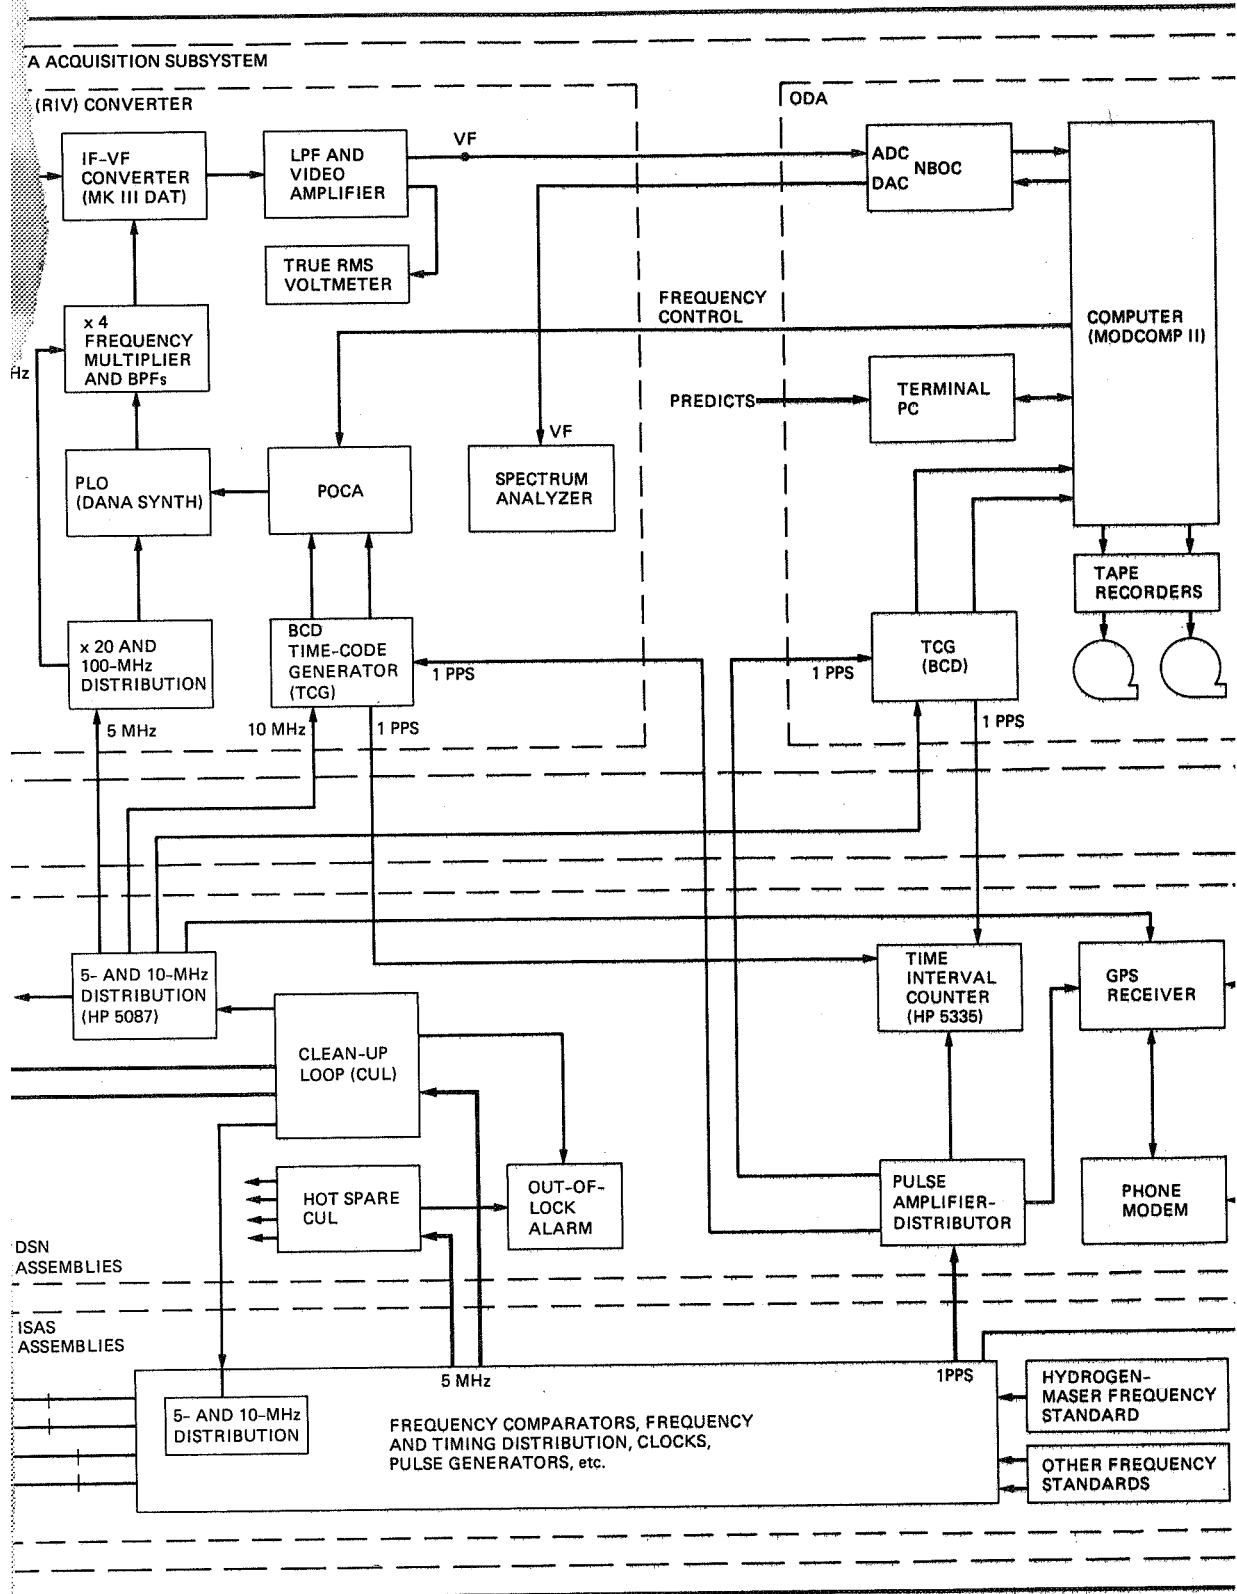 A ACQUISITION SUBSYSTEM
(RIV) CONVERTER
ODA
IF-VF
CONVERTER
(MK III DAT)
LPF AND
VIDEO
AMPLIFIER
VF
ADC
NBOC
DAC
TRUE RMS
VOLTMETER
FREQUENCY
CONTROL
COMPUTER
(MODCOMP II)
x 4
FREQUENCY
MULTIPLIER
AND BPFs
Hz
PREDICTS
TERMINAL
PC
VF
PLO
(DANA SYNTH)
POCA
SPECTRUM
ANALYZER
TAPE
RECORDERS
x 20 AND
100-MHz
DISTRIBUTION
BCD
TIME-CODE
GENERATOR
(TCG)
1 PPS
1 PPS
TCG
(BCD)
5 MHz
10 MHz
1 PPS
1 PPS
5- AND 10-MHz
DISTRIBUTION
(HP 5087)
TIME
INTERVAL
COUNTER
(HP 5335)
GPS
RECEIVER
CLEAN-UP
LOOP (CUL)
HOT SPARE
CUL
OUT-OF-
LOCK
ALARM
PULSE
AMPLIFIER-
DISTRIBUTOR
PHONE
MODEM
DSN
ASSEMBLIES
ISAS
ASSEMBLIES
5 MHz
1PPS
HYDROGEN-
MASER FREQUENCY
STANDARD
5- AND 10-MHz
DISTRIBUTION
FREQUENCY COMPARATORS, FREQUENCY
AND TIMING DISTRIBUTION, CLOCKS,
PULSE GENERATORS, etc.
OTHER FREQUENCY
STANDARDS